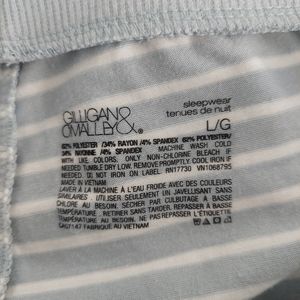 GILLIGAN&
O'MALLEY&
sleepwear
tenues de nuit
L/G
62% POLYESTER /34% RAYON /4% SPANDEX 62% POLYESTER/
34% RAYONNE /4% SPANDEX MACHINE WASH COLD
WITH LIKE COLORS. ONLY NON-CHLORINE BLEACH IF
NEEDED TUMBLE DRY LOW. REMOVE PROMPTLY. COOL IRON IF
NEEDED. DO NOT IRON ON LABEL. RN17730 VN1068795
MADE IN VIETNAM
LAVER À LA MACHINE À L'EAU FROIDE AVEC DES COULEURS
SIMILAIRES. UTILISER SEULEMENT UN JAVELLISANT SANS
CHLORE AU BESOIN. SÉCHER PAR CULBUTAGE À BASSE
TEMPÉRATURE. RETIRER SANS TARDER. REPASSER À BASSE
TEMPÉRATURE AU BESOIN. NE PAS REPASSER L'ÉTIQUETTE
FABRIQUÉ AU VIETNAM